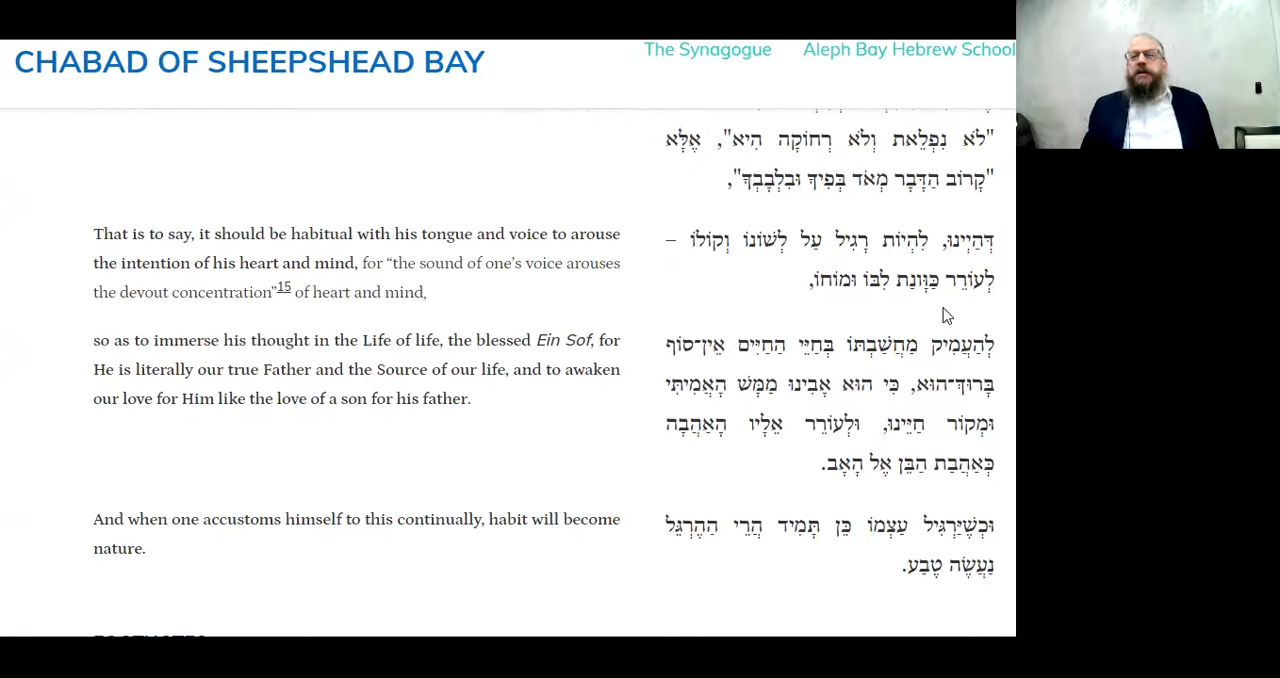 CHABAD OF SHEEPSHEAD BAY
The Synagogue
Aleph Bay Hebrew School
"לֹא נִפְלֵאת וְלֹא רְחוֹקָה הִיא", אֶלָּא
"קָרוֹב הַדָּבָר מְאֹד בְּפִיךָ וּבִלְבָבְךָ",
That is to say, it should be habitual with his tongue and voice to arouse
the intention of his heart and mind, for “the sound of one’s voice arouses
the devout concentration”15 of heart and mind,
דְּהַיְינוּ, לִהְיוֹת רָגִיל עַל לְשׁוֹנוֹ וְקוֹלוֹ –
לְעוֹרֵר כַּוָּונַת לִבּוֹ וּמוֹחוֹ,
so as to immerse his thought in the Life of life, the blessed Ein Sof, for
He is literally our true Father and the Source of our life, and to awaken
our love for Him like the love of a son for his father.
לְהַעֲמִיק מַחֲשַׁבְתּוֹ בְּחַיֵּי הַחַיִּים אֵין־סוֹף
בָּרוּךְ־הוּא, כִּי הוּא אָבִינוּ מַמָּשׁ הָאֲמִיתִּי
וּמְקוֹר חַיֵּינוּ, וּלְעוֹרֵר אֵלָיו הָאַהֲבָה
כְּאַהֲבַת הַבֵּן אֶל הָאָב.
And when one accustoms himself to this continually, habit will become
nature.
וּכְשֶׁיַּרְגִּיל עַצְמוֹ כֵּן תָּמִיד הֲרֵי הַהֶרְגֵּל
נַעֲשֶׂה טֶבַע.